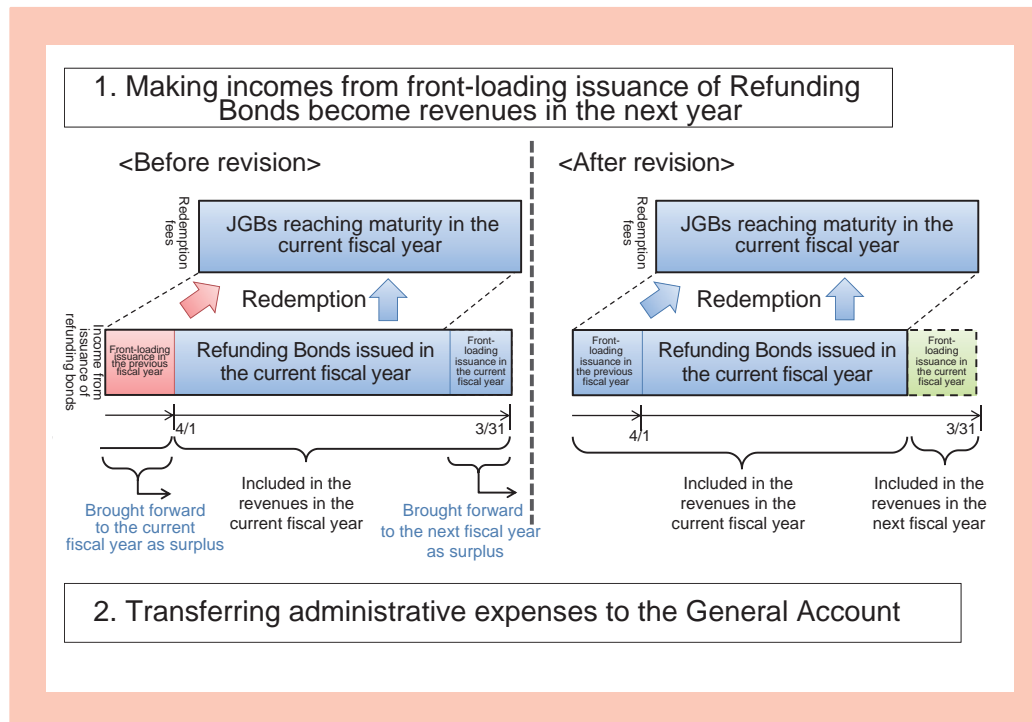 1. Making incomes from front-loading issuance of Refunding
Bonds become revenues in the next year
<Before revision>
Redemption
fees
JGBs reaching maturity in the
current fiscal year
Redemption
Income from
issuance of
refunding bonds
Front-loading
issuance in
the previous
fiscal year
Refunding Bonds issued in
the current fiscal year
Front-
loading
issuance in
the current
fiscal year
4/1
3/31
Brought forward
to the current
fiscal year as surplus
Included in the
revenues in the
current fiscal year
Brought forward
to the next fiscal year
as surplus
<After revision>
Redemption
fees
JGBs reaching maturity in the
current fiscal year
Redemption
Front-
loading
issuance in
the previous
fiscal year
Refunding Bonds issued in
the current fiscal year
Front-
loading
issuance in
the current
fiscal year
4/1
3/31
Included in the
revenues in the
current fiscal year
Included in the
revenues in the
next fiscal year
2. Transferring administrative expenses to the General Account